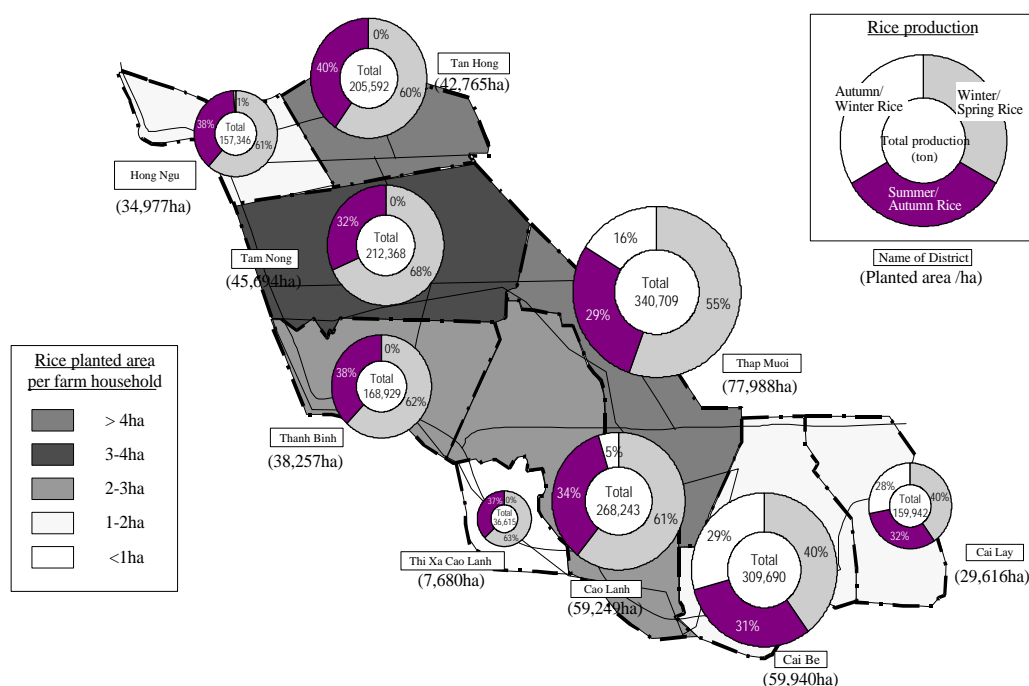 Rice production
Autumn/
Winter Rice
Winter/
Spring Rice
Total production
(ton)
Summer/
Autumn Rice
Name of District
(Planted area /ha)
0%
40%
Total
205,592
60%
Tan Hong
(42,765ha)
1%
38%
Total
157,346
61%
Hong Ngu
(34,977ha)
0%
32%
Total
212,368
68%
Tam Nong
(45,694ha)
16%
Total
340,709
29%
55%
Thap Muoi
(77,988ha)
Rice planted area
per farm household
> 4ha
3-4ha
2-3ha
1-2ha
<1ha
0%
38%
Total
168,929
62%
Thanh Binh
(38,257ha)
37%
0%
Total
36,615
63%
Thi Xa Cao Lanh
(7,680ha)
5%
34%
Total
268,243
61%
Cao Lanh
(59,249ha)
29%
Total
309,690
40%
31%
Cai Be
(59,940ha)
28%
40%
Total
159,942
32%
Cai Lay
(29,616ha)